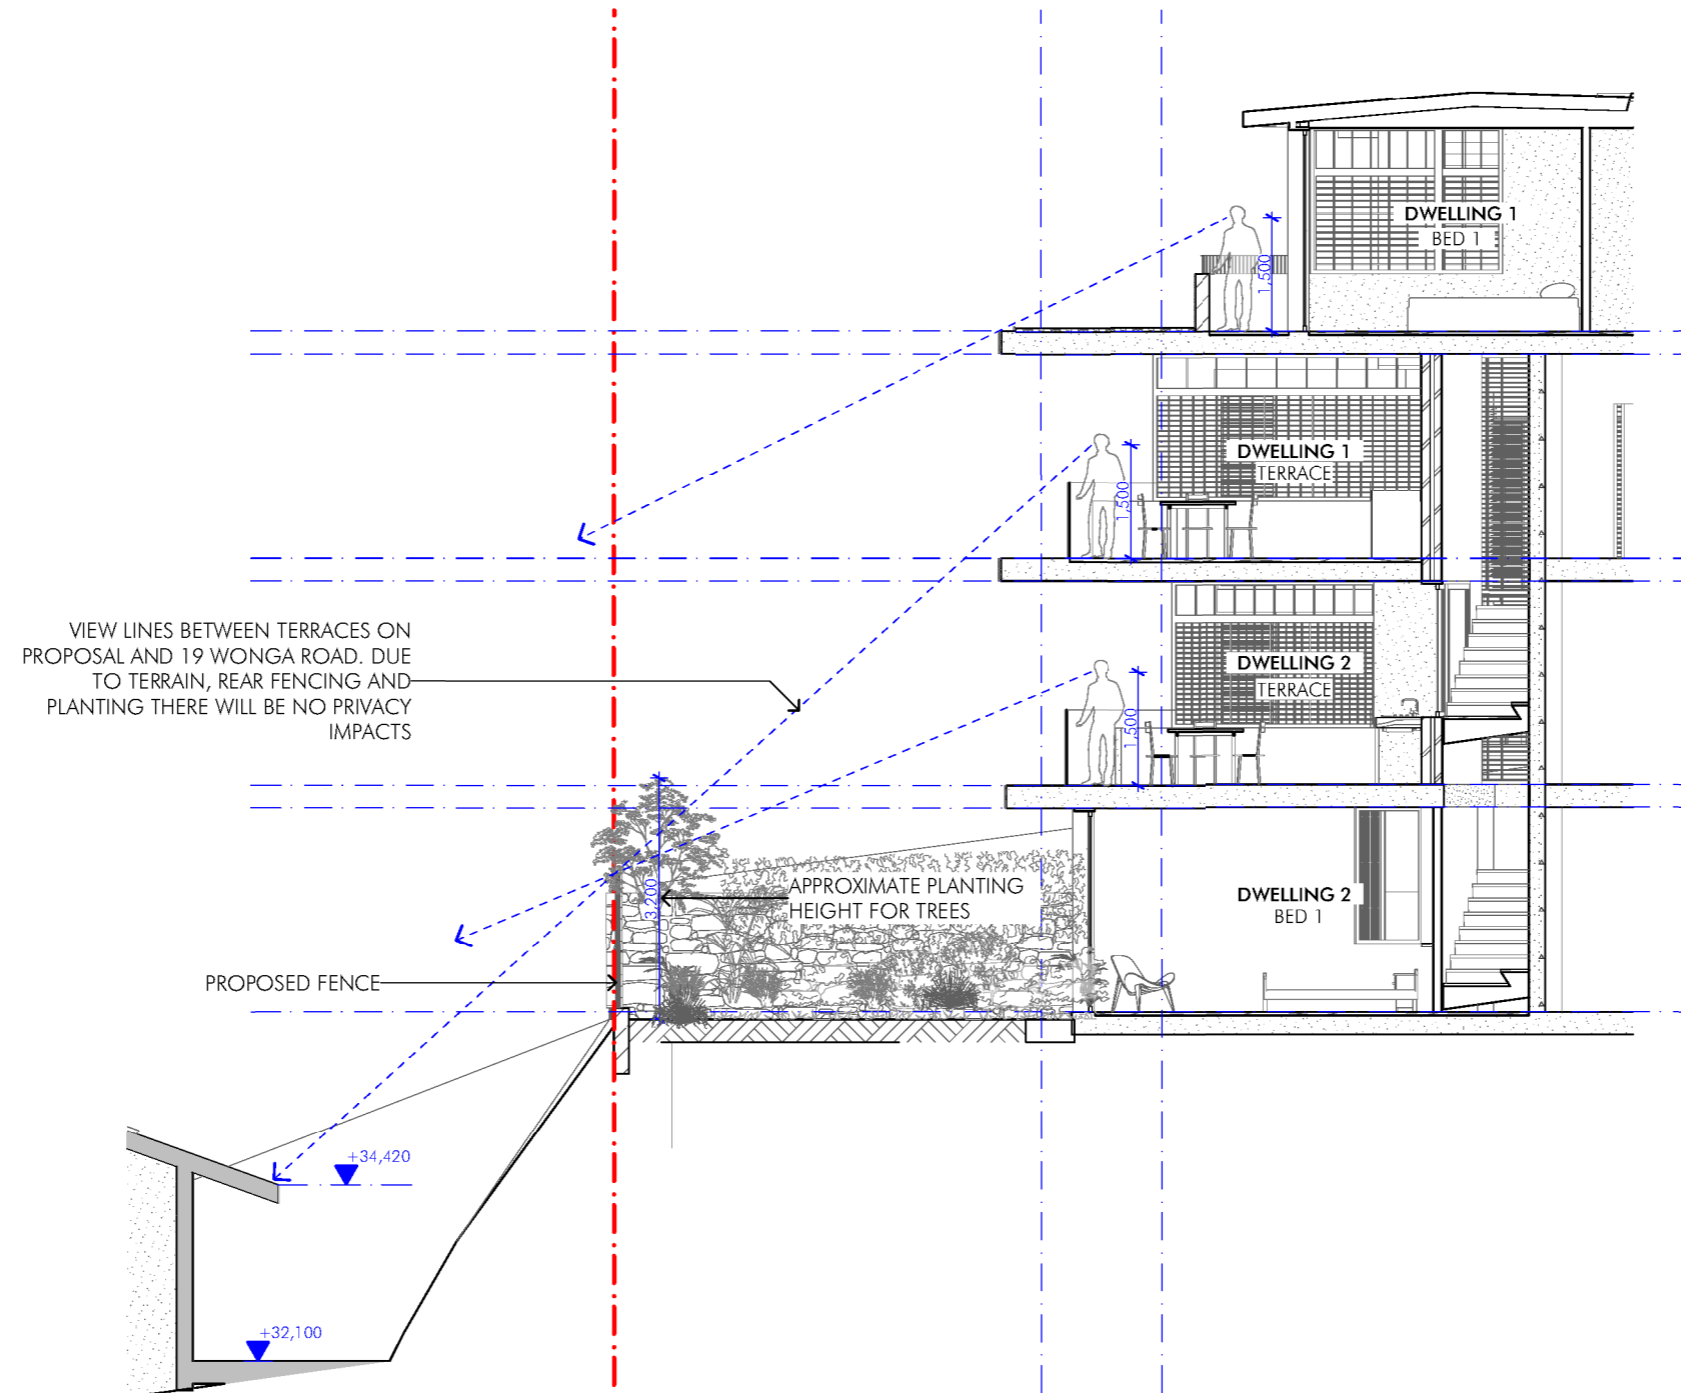 DWELLING 1
BED 1
1,500
DWELLING 1
TERRACE
1,500
VIEW LINES BETWEEN TERRACES ON
PROPOSAL AND 19 WONGA ROAD. DUE
TO TERRAIN, REAR FENCING AND
PLANTING THERE WILL BE NO PRIVACY
IMPACTS
DWELLING 2
TERRACE
1,500
APPROXIMATE PLANTING
HEIGHT FOR TREES
3,200
DWELLING 2
BED 1
PROPOSED FENCE
+34,420
+32,100